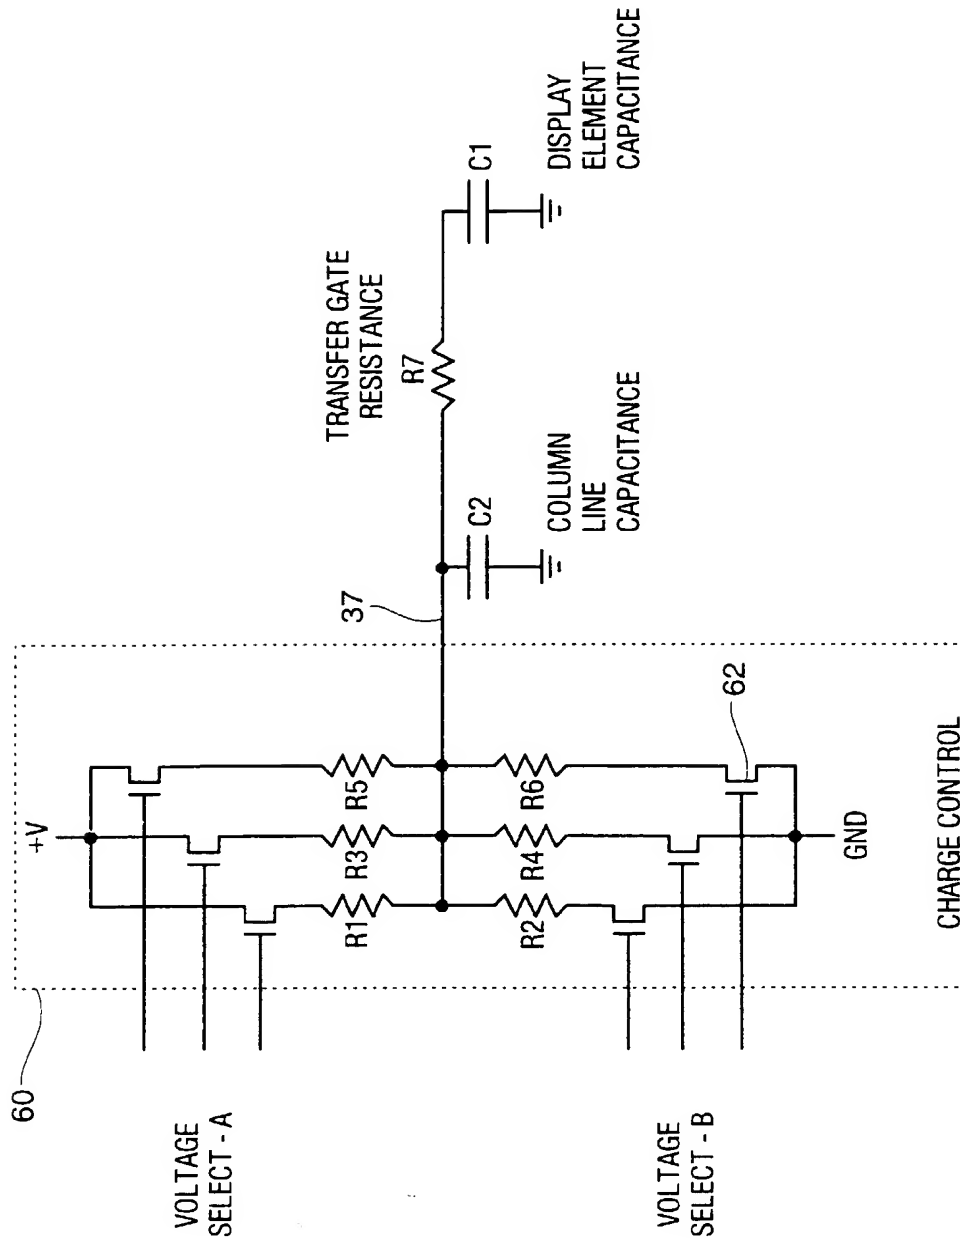 60
VOLTAGE
SELECT - A
VOLTAGE
SELECT - B
+V
R1
R3
R5
R2
R4
R6
62
GND
CHARGE CONTROL
37
C2
COLUMN
LINE
CAPACITANCE
TRANSFER GATE
RESISTANCE
R7
C1
DISPLAY
ELEMENT
CAPACITANCE